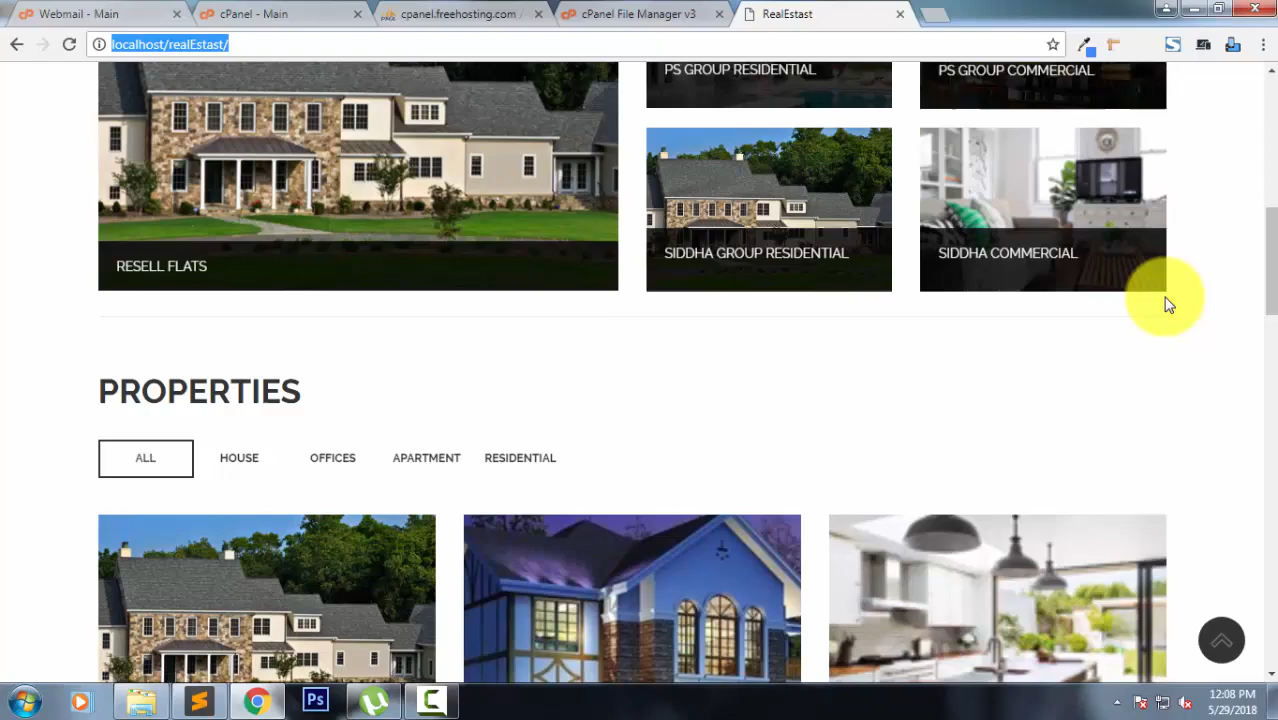 Webmail - Main
cPanel - Main
cpanel.freehosting.com
cPanel File Manager v3
RealEstast
localhost/realEstast/
PS GROUP RESIDENTIAL
PS GROUP COMMERCIAL
RESELL FLATS
SIDDHA GROUP RESIDENTIAL
SIDDHA COMMERCIAL
PROPERTIES
ALL
HOUSE
OFFICES
APARTMENT
RESIDENTIAL
Ps
12:08 PM
5/29/2018